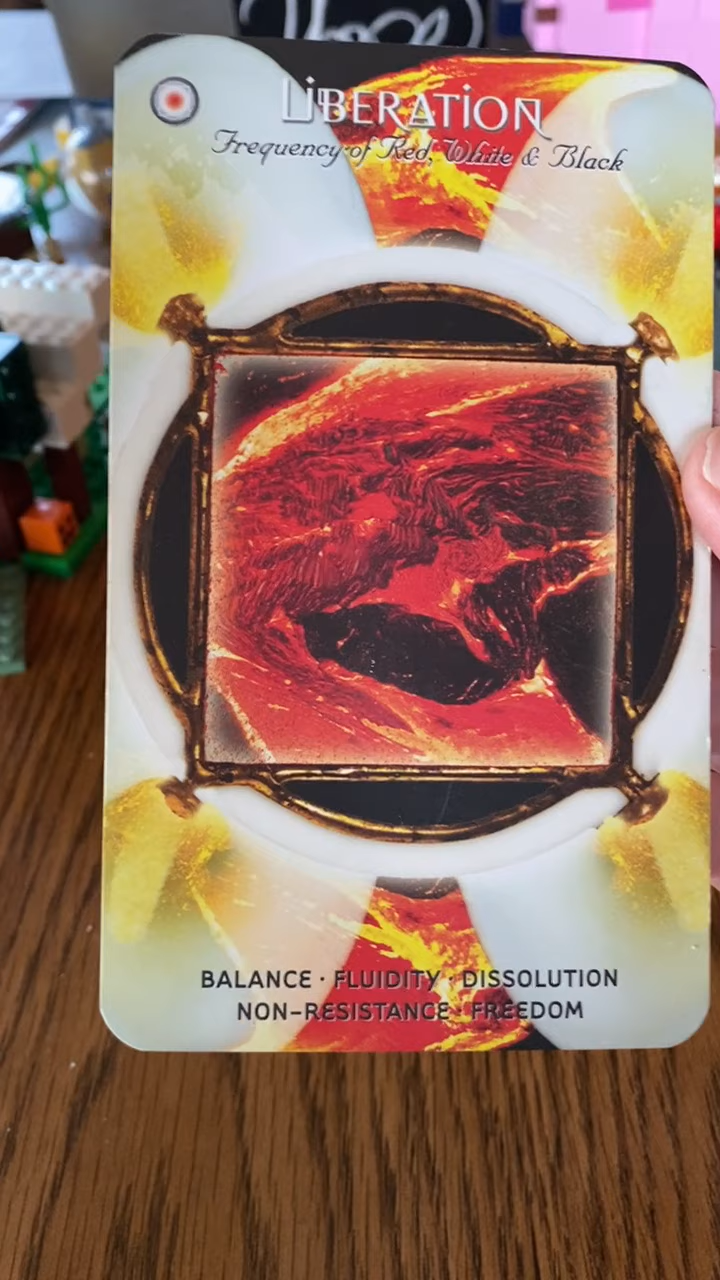 LiBERATiON
Frequency of Red, White & Black
BALANCE · FLUIDITY · DISSOLUTION
NON-RESISTANCE · FREEDOM